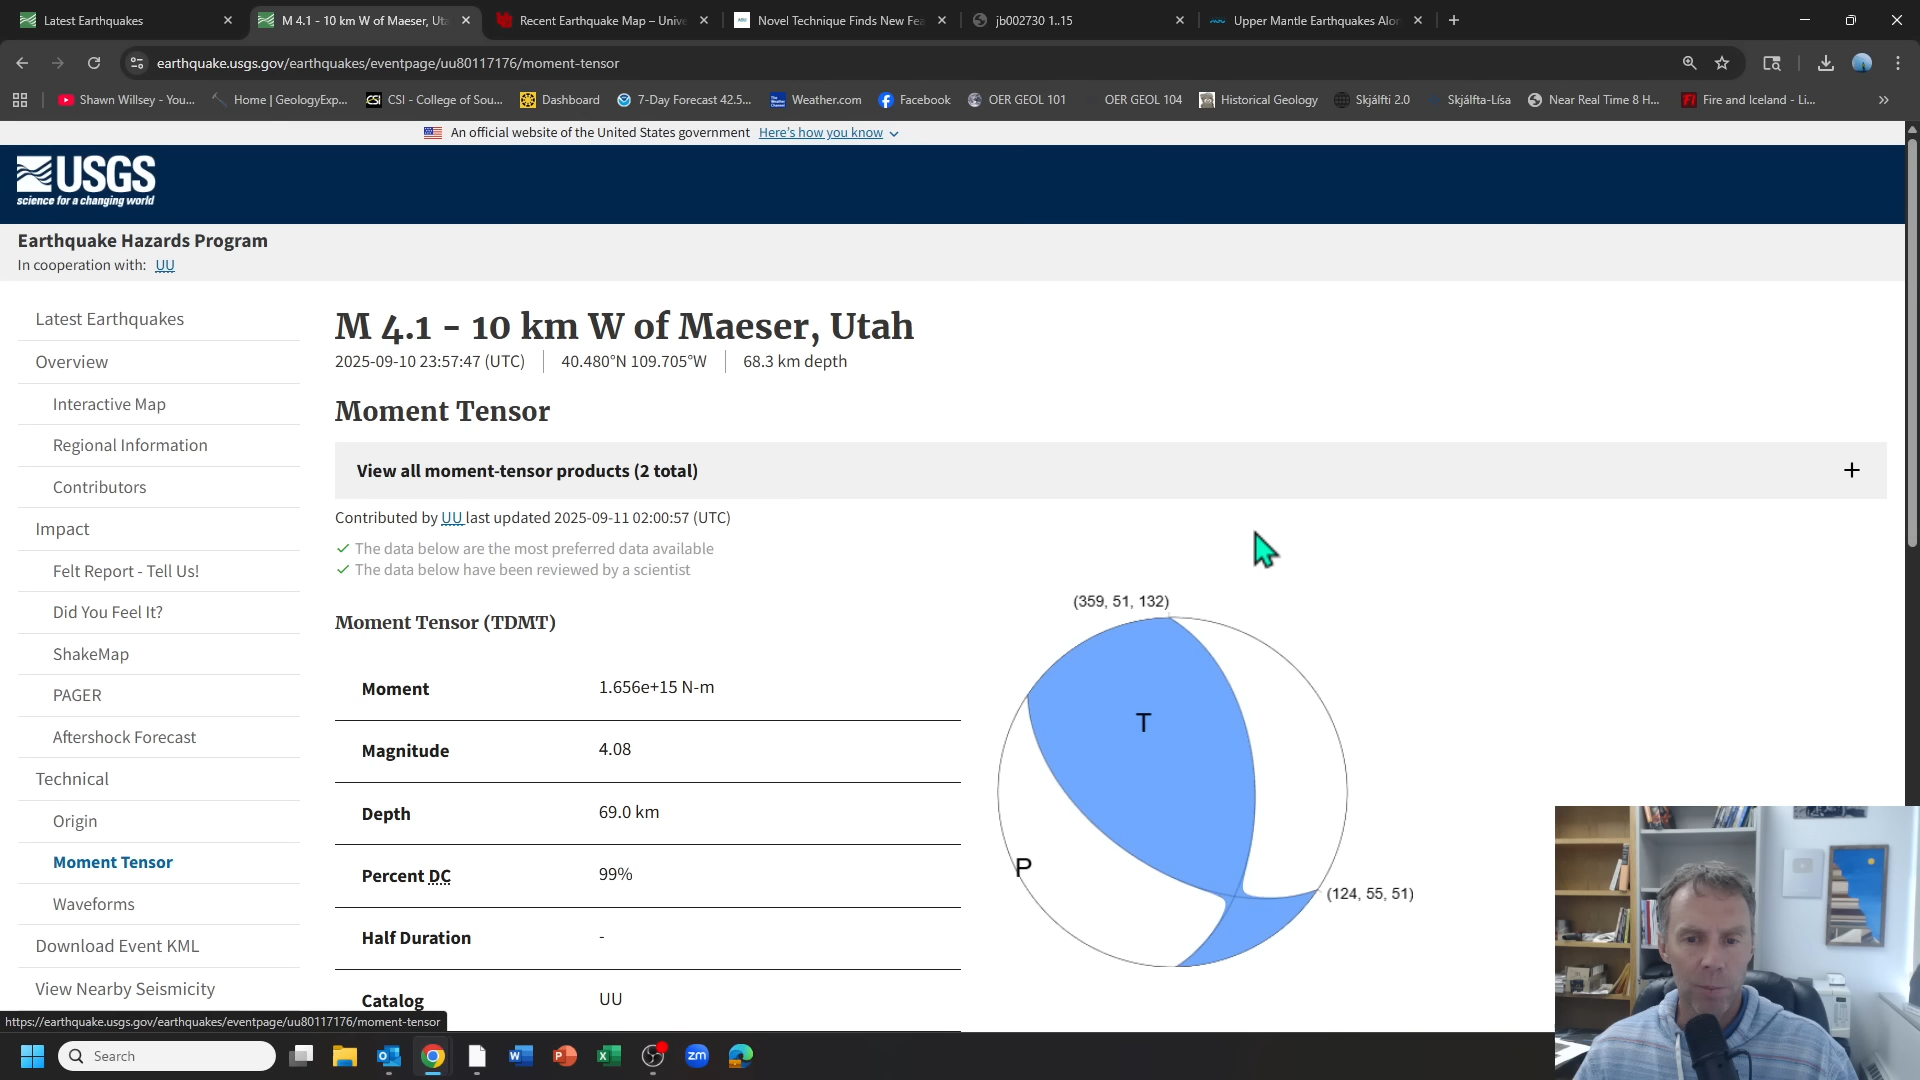 Latest Earthquakes
M 4.1 - 10 km W of Maeser, Uta
Recent Earthquake Map – Unive
Novel Technique Finds New Fea
jb002730 1..15
Upper Mantle Earthquakes Alon
earthquake.usgs.gov/earthquakes/eventpage/uu80117176/moment-tensor
Shawn Willsey - You...
Home | GeologyExp...
CSI - College of Sou...
Dashboard
7-Day Forecast 42.5...
Weather.com
Facebook
OER GEOL 101
OER GEOL 104
Historical Geology
Skjálfti 2.0
Skjálfta-Lísa
Near Real Time 8 H...
Fire and Iceland - Li...
An official website of the United States government Here's how you know
USGS
science for a changing world
Earthquake Hazards Program
In cooperation with: UU
Latest Earthquakes
Overview
Interactive Map
Regional Information
Contributors
Impact
Felt Report - Tell Us!
Did You Feel It?
ShakeMap
PAGER
Aftershock Forecast
Technical
Origin
Moment Tensor
Waveforms
Download Event KML
View Nearby Seismicity
M 4.1 - 10 km W of Maeser, Utah
2025-09-10 23:57:47 (UTC) 40.480°N 109.705°W 68.3 km depth
Moment Tensor
View all moment-tensor products (2 total)
Contributed by UU last updated 2025-09-11 02:00:57 (UTC)
The data below are the most preferred data available
The data below have been reviewed by a scientist
Moment Tensor (TDMT)
Moment 1.656e+15 N-m
Magnitude 4.08
Depth 69.0 km
Percent DC 99%
Half Duration -
Catalog UU
(359, 51, 132)
T
P
(124, 55, 51)
https://earthquake.usgs.gov/earthquakes/eventpage/uu80117176/moment-tensor
Search
zm